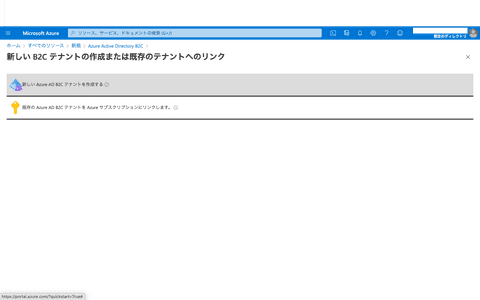 Microsoft Azure
リソース、サービス、ドキュメントの検索 (G+/)
既定のディレクトリ
ホーム > すべてのリソース > 新規 > Azure Active Directory B2C >
新しい B2C テナントの作成または既存のテナントへのリンク
新しい Azure AD B2C テナントを作成する
既存の Azure AD B2C テナントを Azure サブスクリプションにリンクします。
https://portal.azure.com/?quickstart=True#